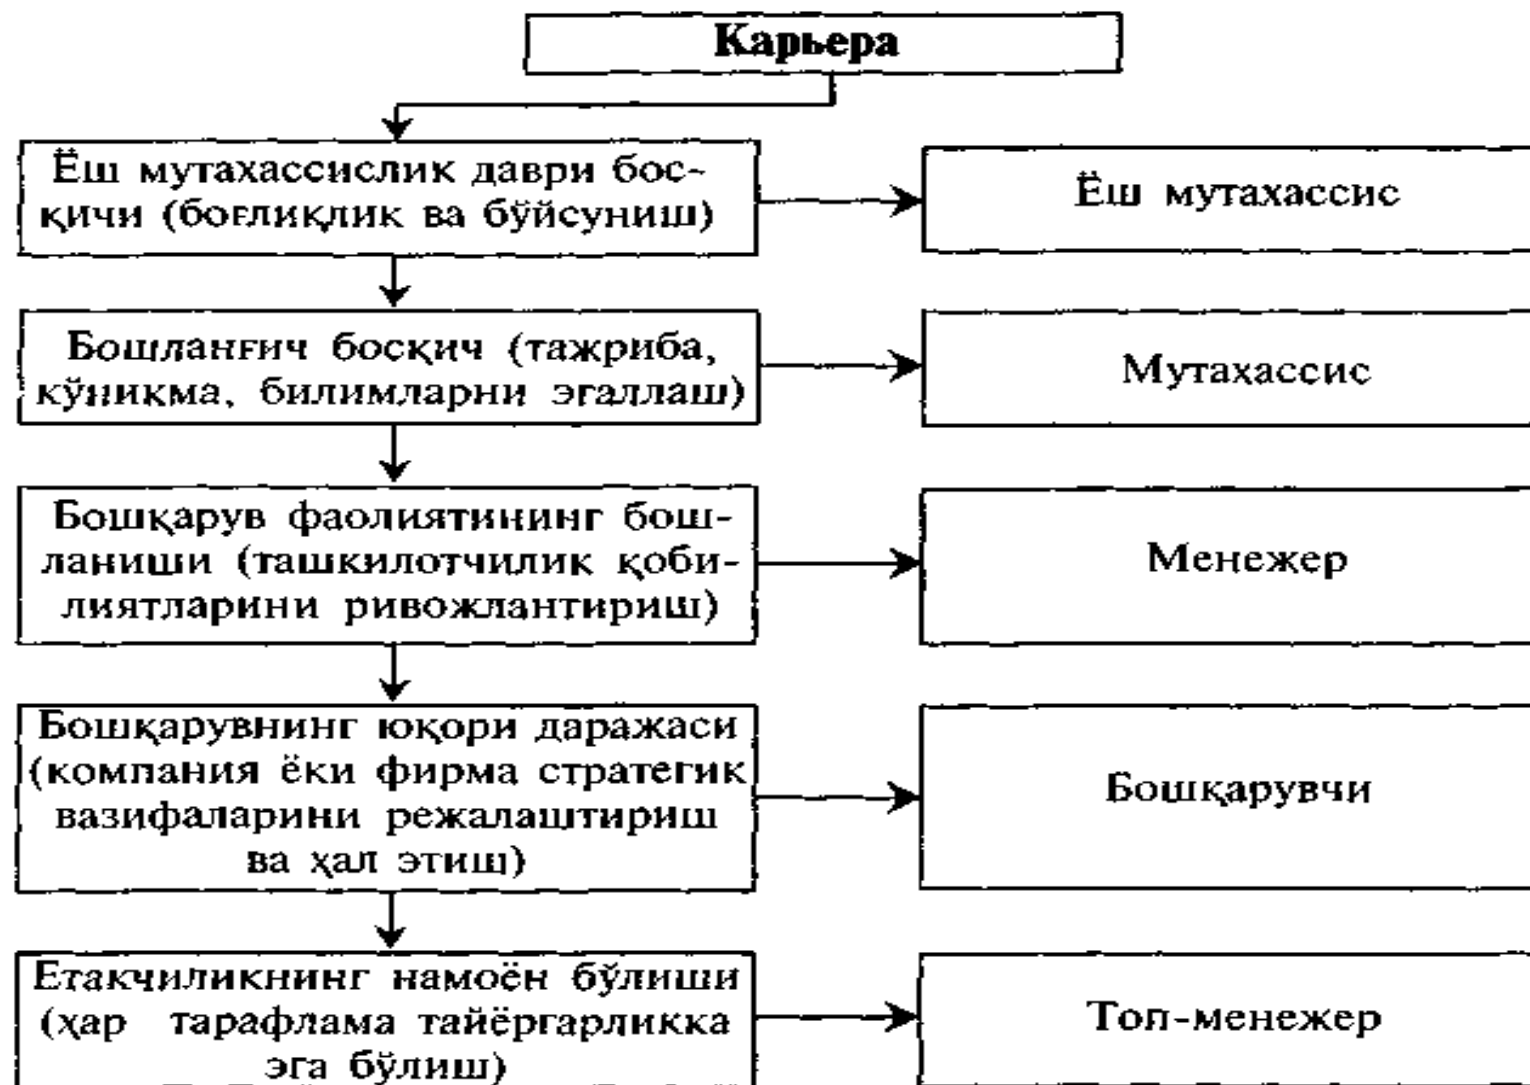 Карьера
Ёш мутахассислик даври бос-
қичи (боғлиқлик ва бўйсуниш)
Ёш мутахассис
Бошланғич босқич (тажриба,
кўникма, билимларни эгаллаш)
Мутаҳассис
Бошқарув фаолиятининг бош-
ланиши (ташкилотчилик қоби-
лиятларини ривожлантириш)
Менежер
Бошқарувнинг юқори даражаси
(компания ёки фирма стратегик
вазифаларини режалаштириш
ва ҳал этиш)
Бошқарувчи
Етакчиликнинг намоён бўлиши
(ҳар тарафлама тайёргарликка
эга бўлиш)
Топ-менежер